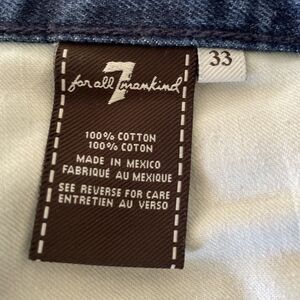 33
7
for all mankind
100% COTTON
100% COTON
MADE IN MEXICO
FABRIQUÉ AU MEXIQUE
SEE REVERSE FOR CARE
ENTRETIEN AU VERSO